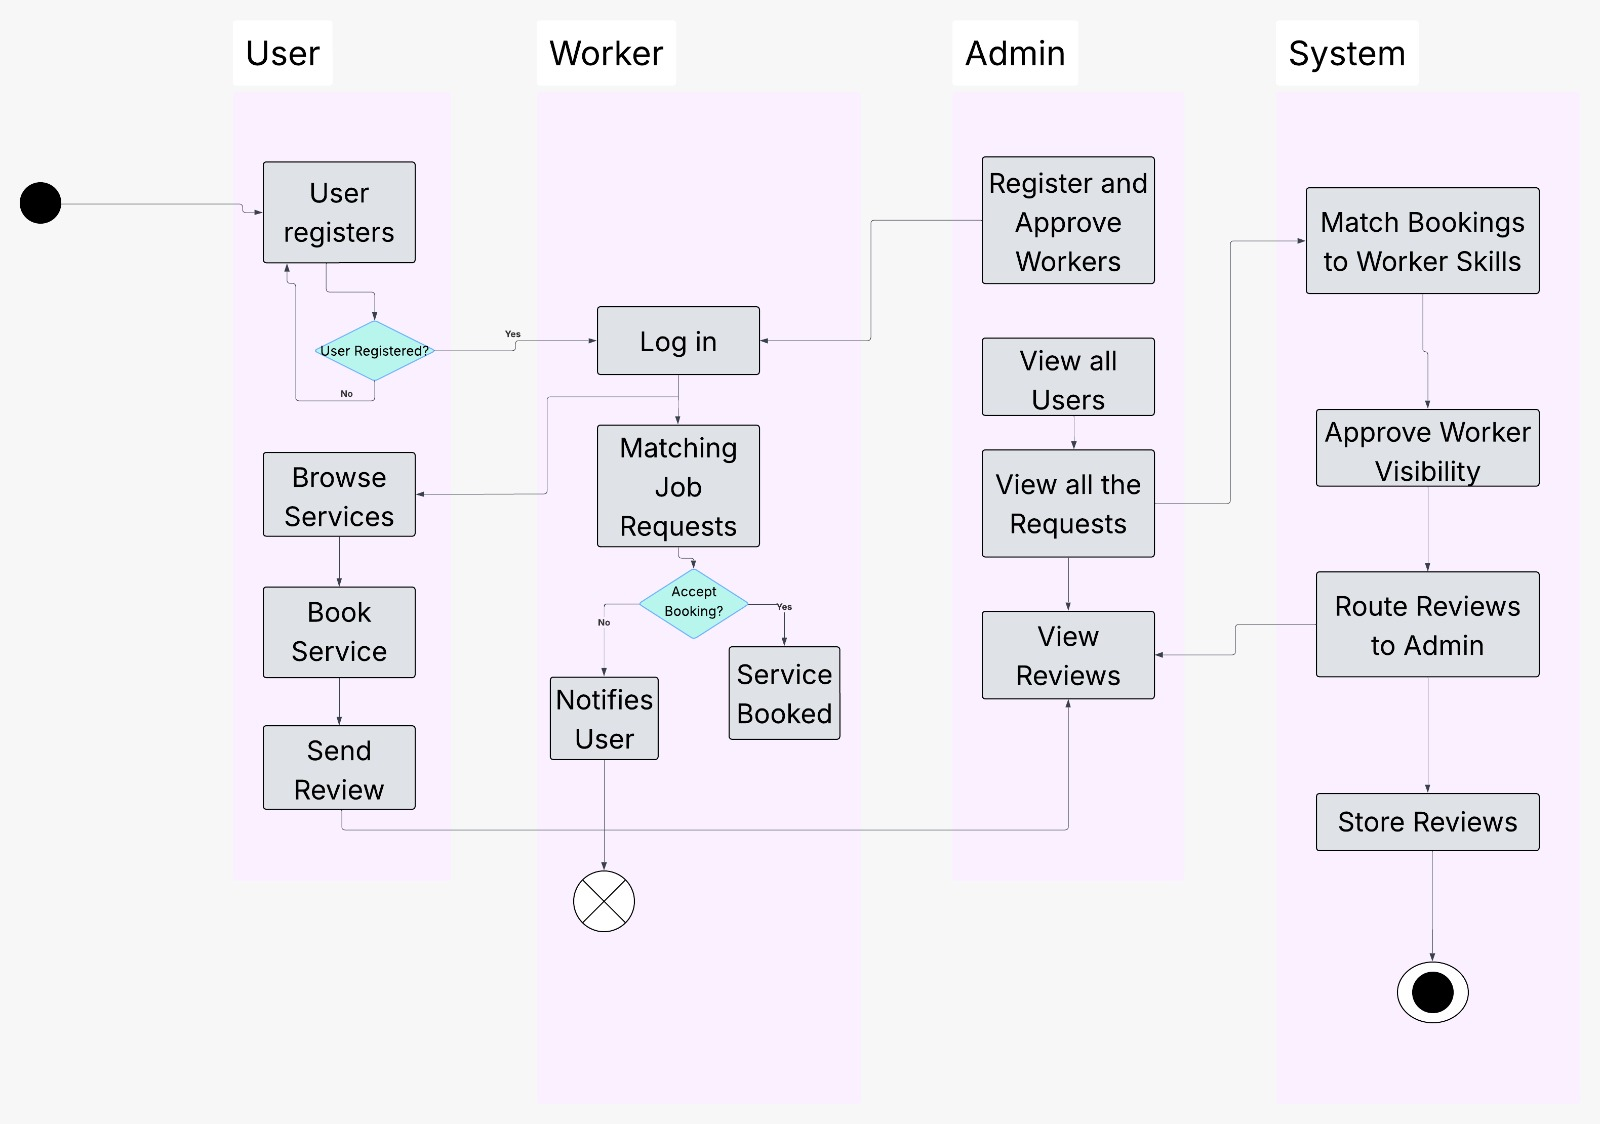 User
Worker
Admin
System
User
registers
User Registered?
No
Yes
Browse
Services
Book
Service
Send
Review
Log in
Matching
Job
Requests
Accept
Booking?
No
Yes
Notifies
User
Service
Booked
Register and
Approve
Workers
View all
Users
View all the
Requests
View
Reviews
Match Bookings
to Worker Skills
Approve Worker
Visibility
Route Reviews
to Admin
Store Reviews